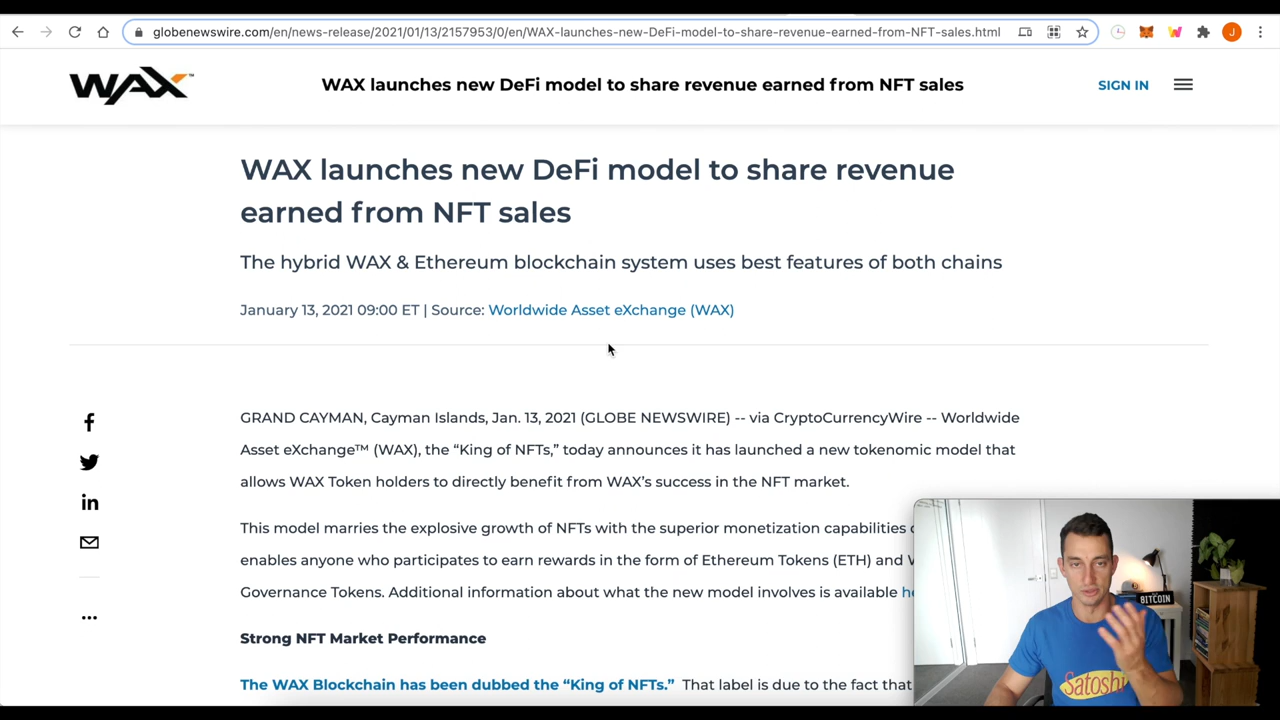 globenewswire.com/en/news-release/2021/01/13/2157953/0/en/WAX-launches-new-DeFi-model-to-share-revenue-earned-from-NFT-sales.html
J
WAX™
WAX launches new DeFi model to share revenue earned from NFT sales
SIGN IN
WAX launches new DeFi model to share revenue
earned from NFT sales
The hybrid WAX & Ethereum blockchain system uses best features of both chains
January 13, 2021 09:00 ET | Source: Worldwide Asset eXchange (WAX)
GRAND CAYMAN, Cayman Islands, Jan. 13, 2021 (GLOBE NEWSWIRE) -- via CryptoCurrencyWire -- Worldwide
Asset eXchange™ (WAX), the “King of NFTs,” today announces it has launched a new tokenomic model that
allows WAX Token holders to directly benefit from WAX’s success in the NFT market.
This model marries the explosive growth of NFTs with the superior monetization capabilities
enables anyone who participates to earn rewards in the form of Ethereum Tokens (ETH) and
Governance Tokens. Additional information about what the new model involves is available
Strong NFT Market Performance
The WAX Blockchain has been dubbed the “King of NFTs.” That label is due to the fact that
BITCOIN
Satoshi